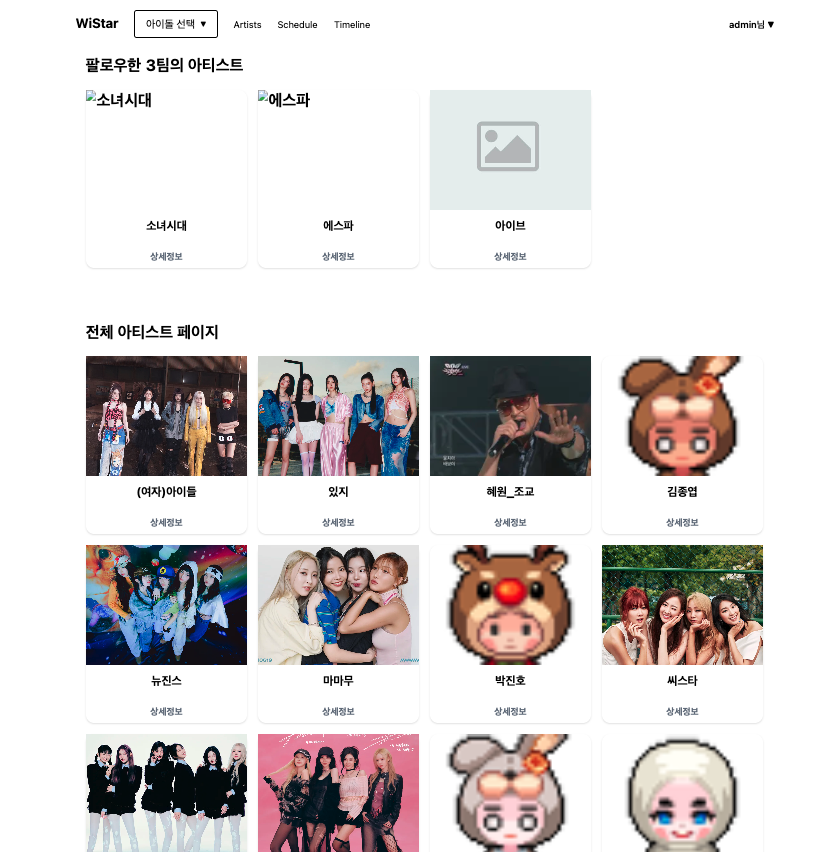 WiStar 아이돌 선택 ▼ Artists Schedule Timeline admin님 ▼
팔로우한 3팀의 아티스트
소녀시대 에스파
소녀시대 에스파 아이브
상세정보 상세정보 상세정보
전체 아티스트 페이지
(여자)아이들 있지 혜원_조교 김종엽
상세정보 상세정보 상세정보 상세정보
뉴진스 마마무 박진호 씨스타
상세정보 상세정보 상세정보 상세정보